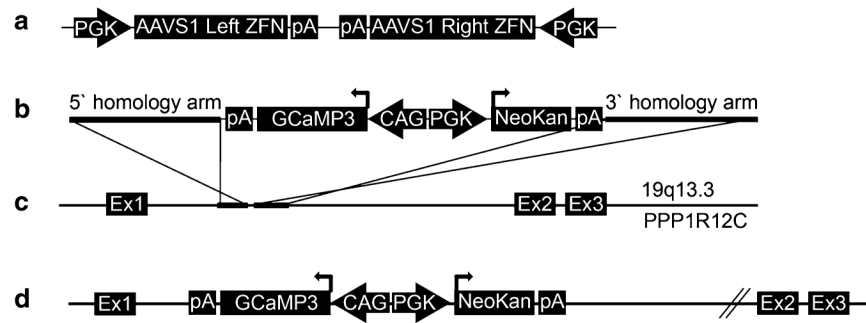 a PGK AAVS1 Left ZFN pA pA AAVS1 Right ZFN PGK
5` homology arm 3` homology arm
b pA GCaMP3 CAG PGK NeoKan pA
19q13.3
c Ex1 Ex2 Ex3
PPP1R12C
d Ex1 pA GCaMP3 CAG PGK NeoKan pA // Ex2 Ex3